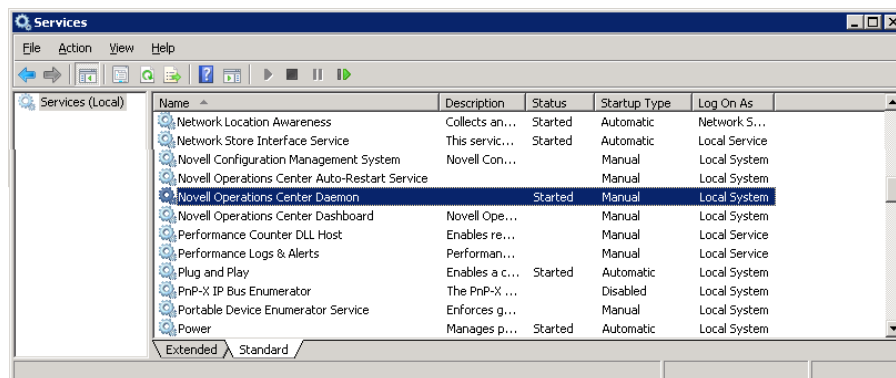 Services
File Action View Help
Services (Local)
Name Description Status Startup Type Log On As
Network Location Awareness Collects an... Started Automatic Network S...
Network Store Interface Service This servic... Started Automatic Local Service
Novell Configuration Management System Novell Con... Manual Local System
Novell Operations Center Auto-Restart Service Manual Local System
Novell Operations Center Daemon Started Manual Local System
Novell Operations Center Dashboard Novell Ope... Manual Local System
Performance Counter DLL Host Enables re... Manual Local Service
Performance Logs & Alerts Performan... Manual Local Service
Plug and Play Enables a c... Started Automatic Local System
PnP-X IP Bus Enumerator The PnP-X ... Disabled Local System
Portable Device Enumerator Service Enforces g... Manual Local System
Power Manages p... Started Automatic Local System
Extended Standard